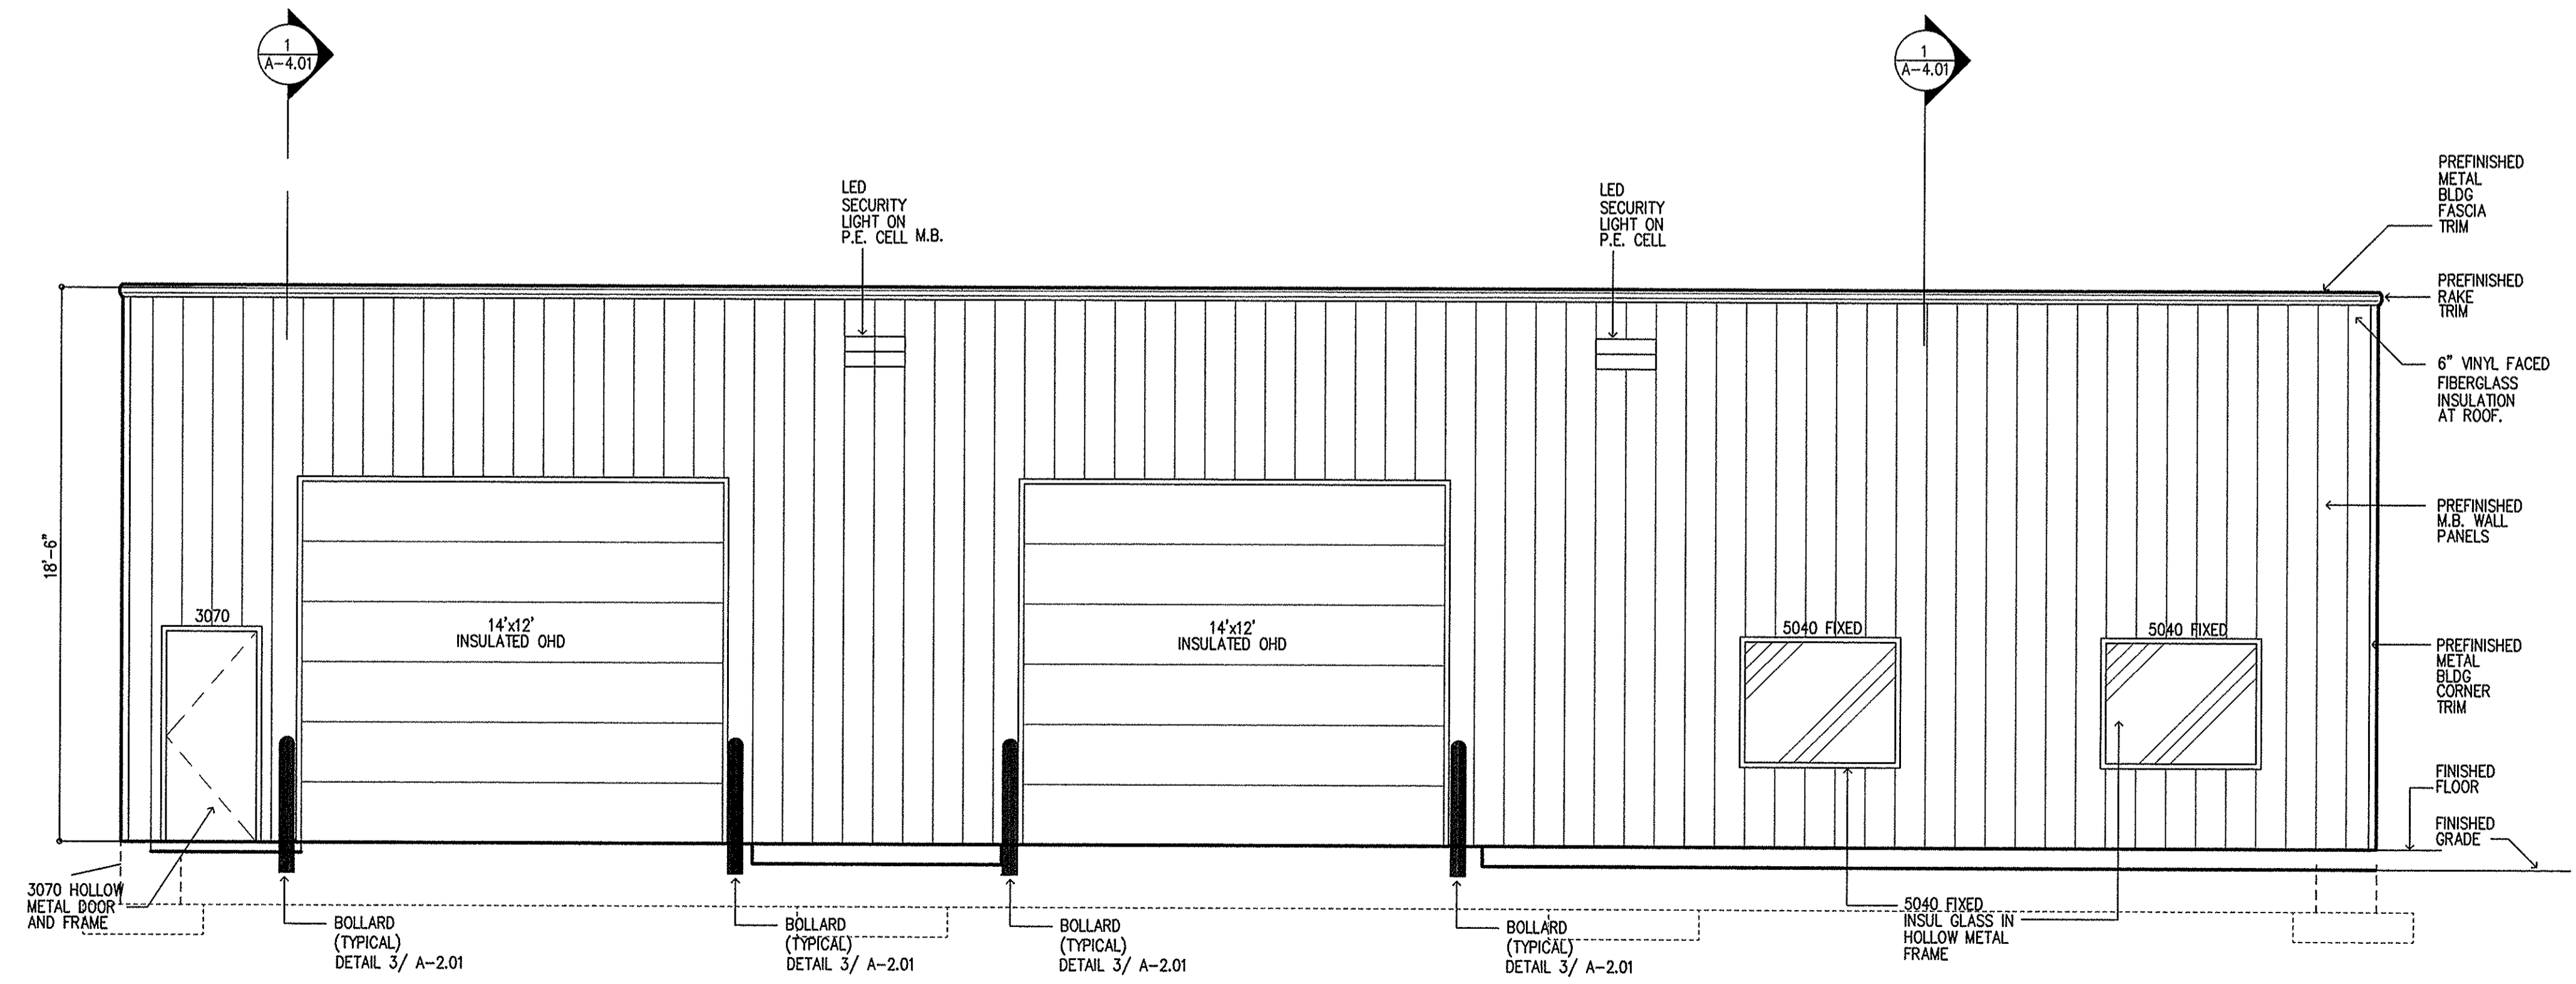 1
A-4.01
1
A-4.01
LED
SECURITY
LIGHT ON
P.E. CELL M.B.
LED
SECURITY
LIGHT ON
P.E. CELL
PREFINISHED
METAL
BLDG
FASCIA
TRIM
PREFINISHED
RAKE
TRIM
6" VINYL FACED
FIBERGLASS
INSULATION
AT ROOF.
PREFINISHED
M.B. WALL
PANELS
18'-6"
3070
14'x12'
INSULATED OHD
14'x12'
INSULATED OHD
5040 FIXED
5040 FIXED
PREFINISHED
METAL
BLDG
CORNER
TRIM
FINISHED
FLOOR
FINISHED
GRADE
3070 HOLLOW
METAL DOOR
AND FRAME
BOLLARD
(TYPICAL)
DETAIL 3/ A-2.01
BOLLARD
(TYPICAL)
DETAIL 3/ A-2.01
BOLLARD
(TYPICAL)
DETAIL 3/ A-2.01
BOLLARD
(TYPICAL)
DETAIL 3/ A-2.01
5040 FIXED
INSUL GLASS IN
HOLLOW METAL
FRAME